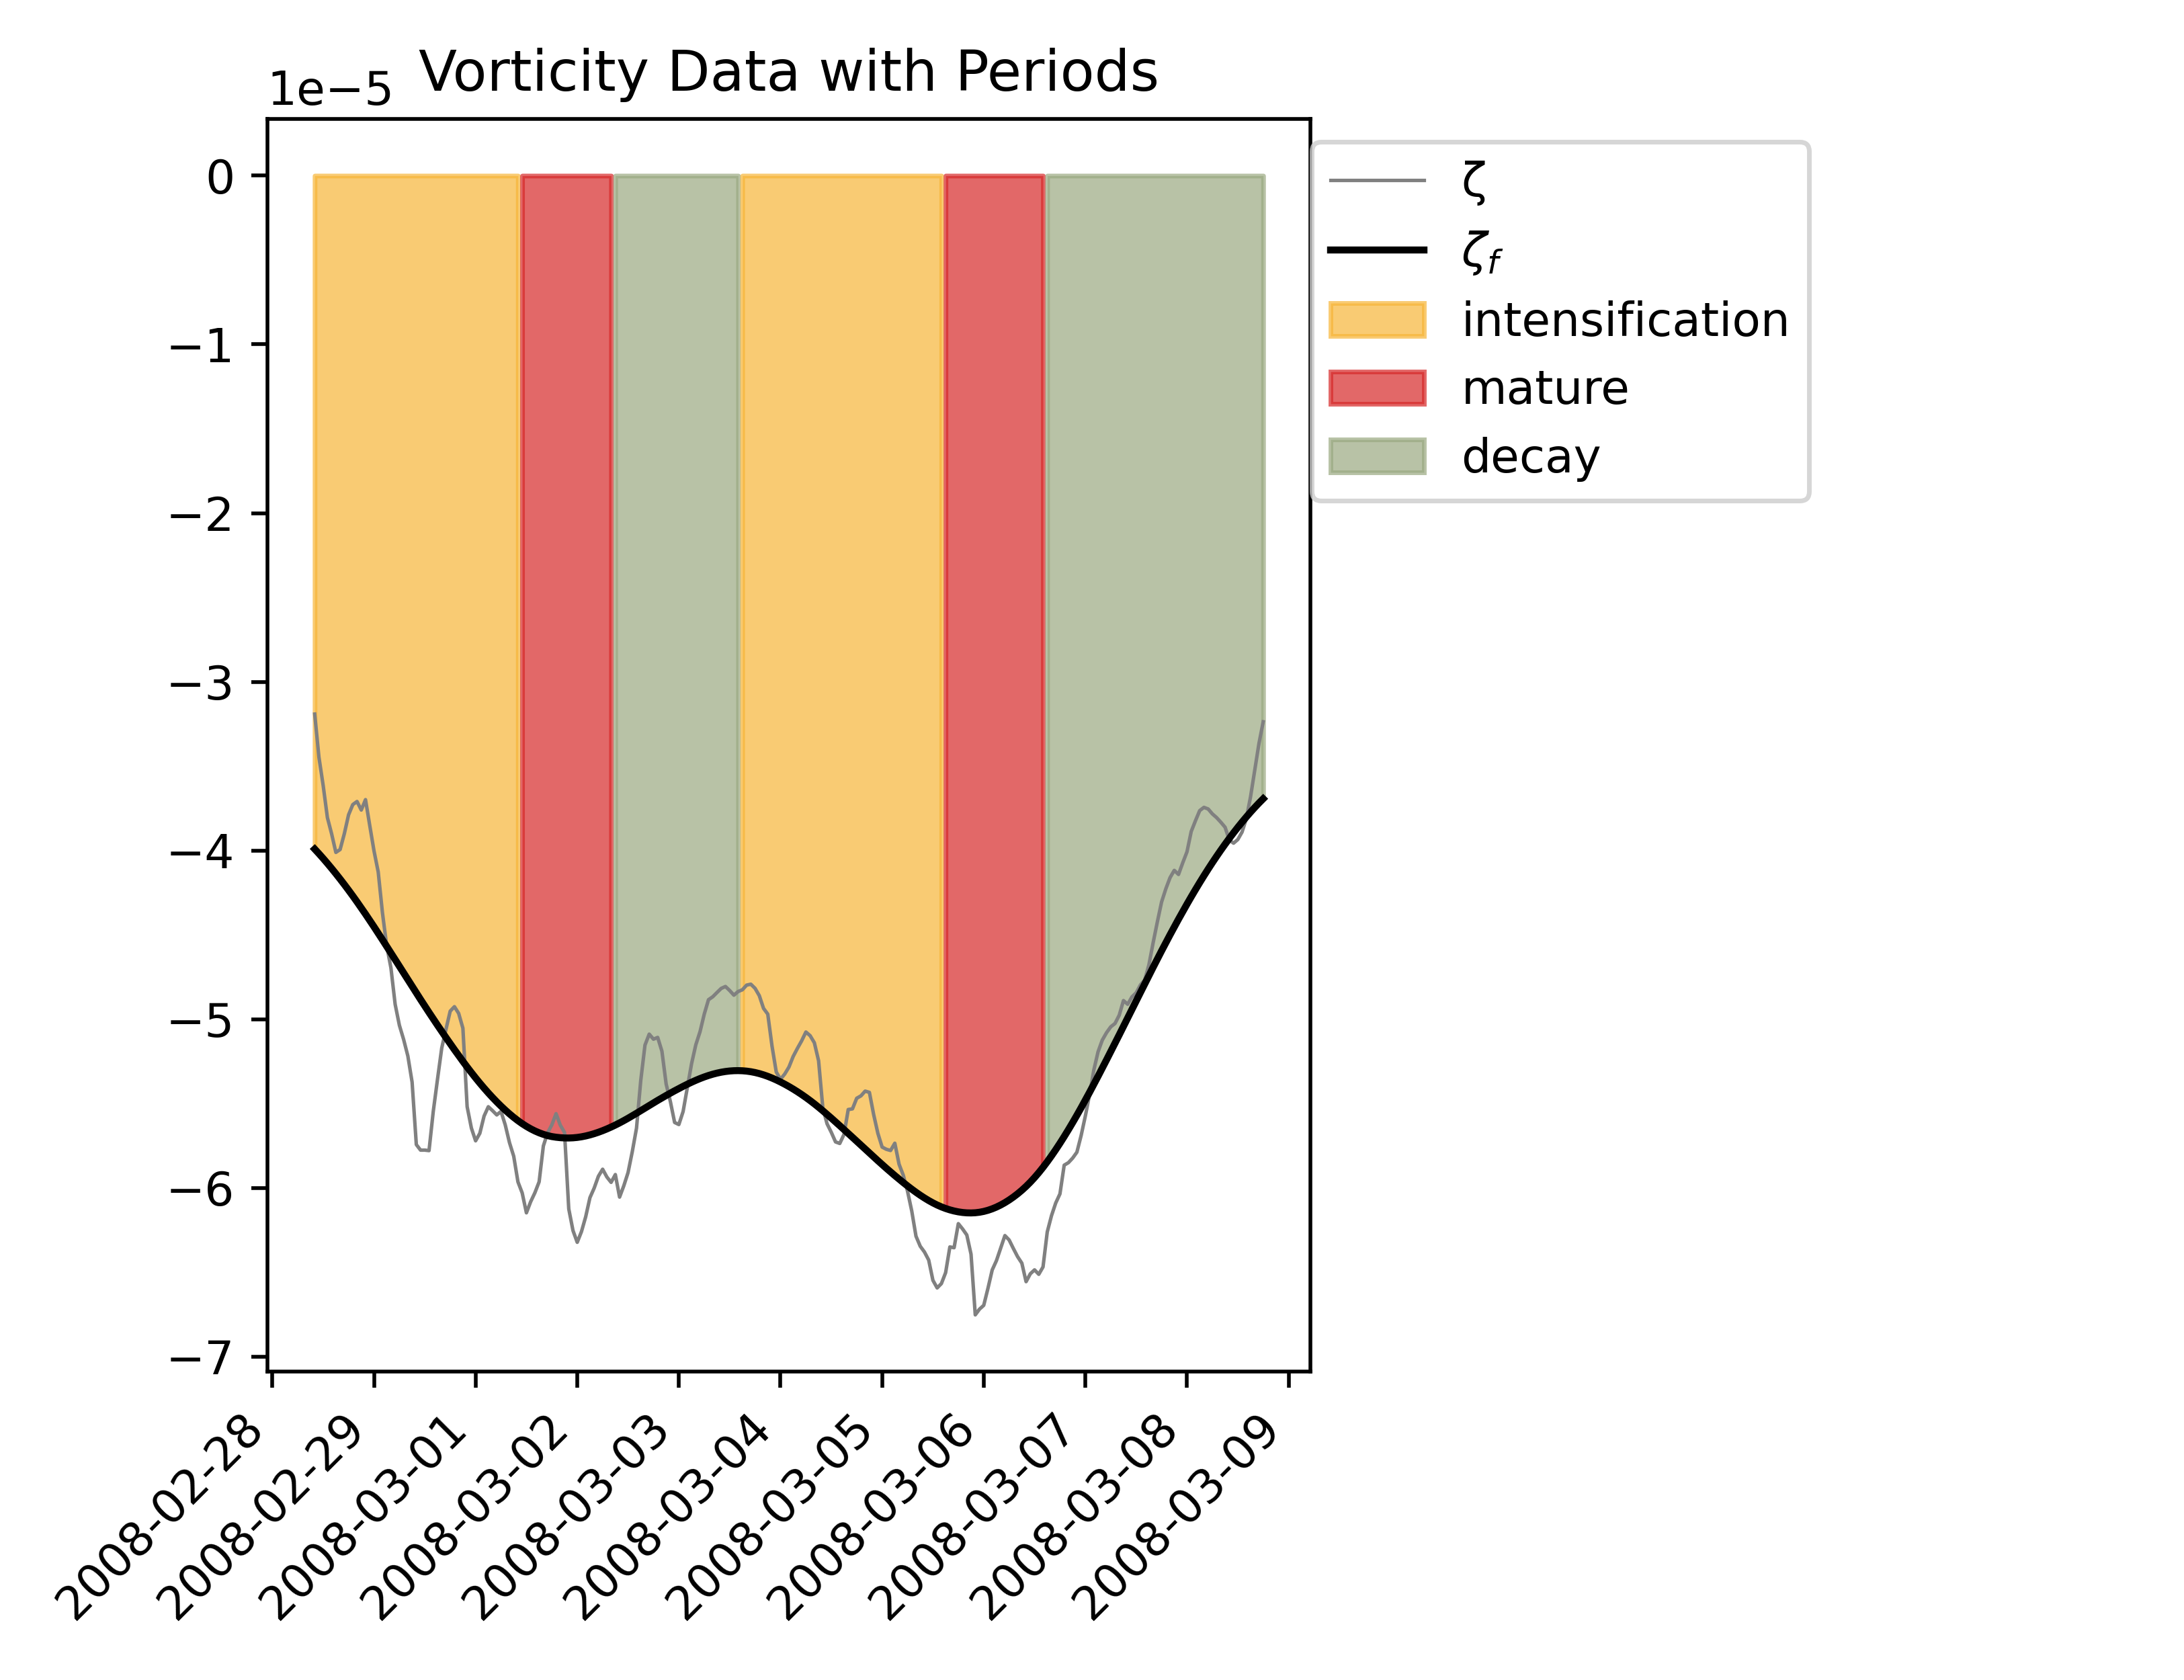 Vorticity Data with Periods
1e−5
0
−1
−2
−3
−4
−5
−6
−7
2008-02-28
2008-02-29
2008-03-01
2008-03-02
2008-03-03
2008-03-04
2008-03-05
2008-03-06
2008-03-07
2008-03-08
2008-03-09
ζ
ζf
intensification
mature
decay